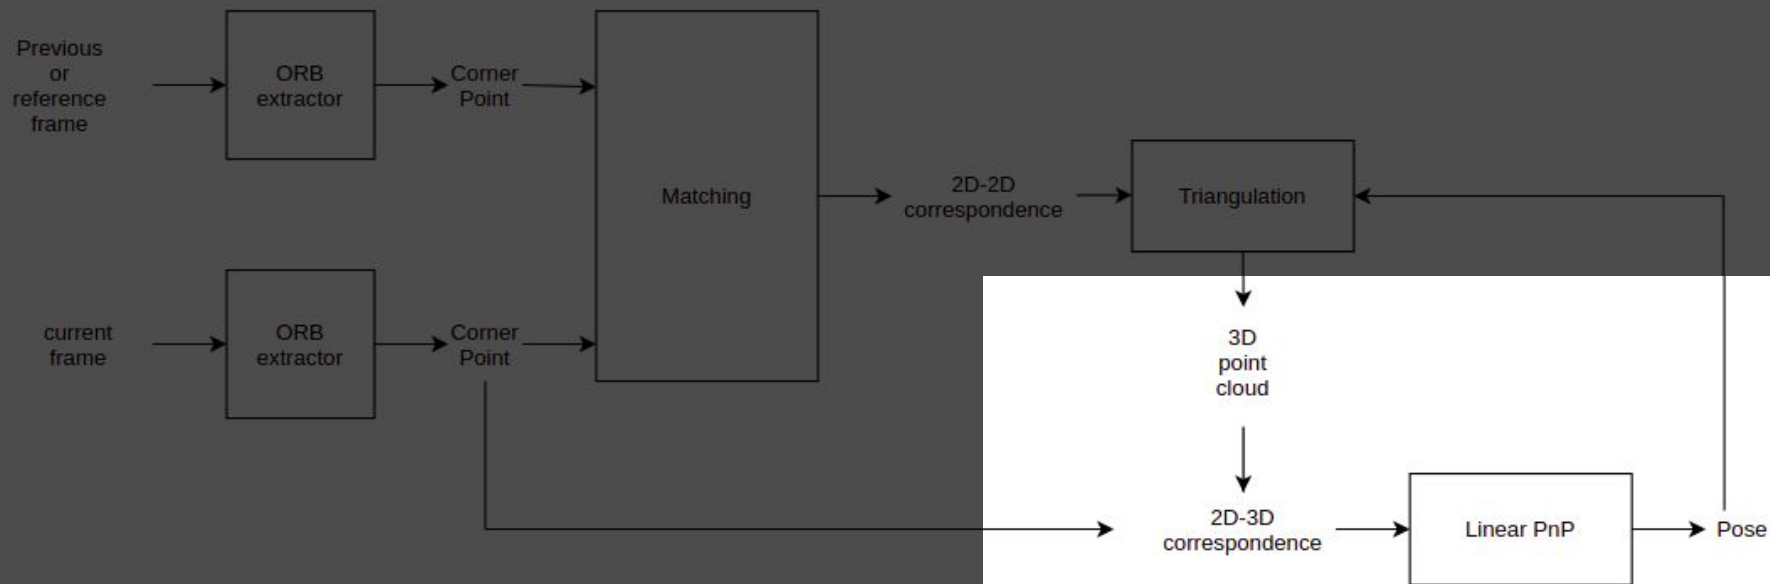 Previous
or
reference
frame
ORB
extractor
Corner
Point
Matching
2D-2D
correspondence
Triangulation
current
frame
ORB
extractor
Corner
Point
3D
point
cloud
2D-3D
correspondence
Linear PnP
Pose